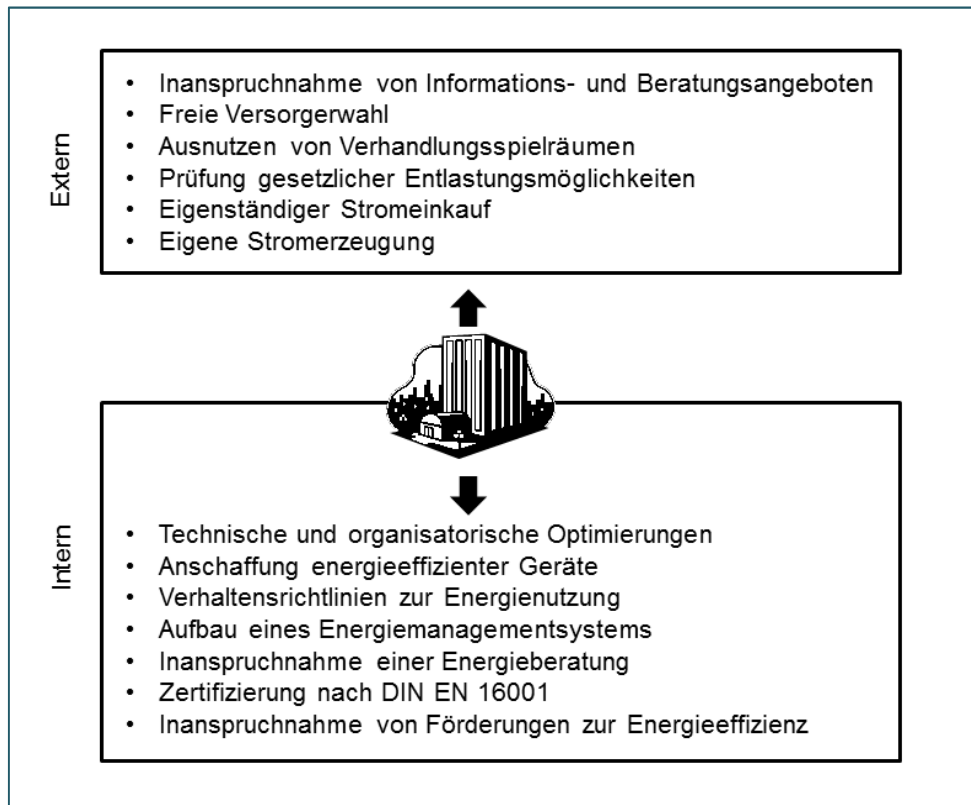 Extern
• Inanspruchnahme von Informations- und Beratungsangeboten
• Freie Versorgerwahl
• Ausnutzen von Verhandlungsspielräumen
• Prüfung gesetzlicher Entlastungsmöglichkeiten
• Eigenständiger Stromeinkauf
• Eigene Stromerzeugung
Intern
• Technische und organisatorische Optimierungen
• Anschaffung energieeffizienter Geräte
• Verhaltensrichtlinien zur Energienutzung
• Aufbau eines Energiemanagementsystems
• Inanspruchnahme einer Energieberatung
• Zertifizierung nach DIN EN 16001
• Inanspruchnahme von Förderungen zur Energieeffizienz